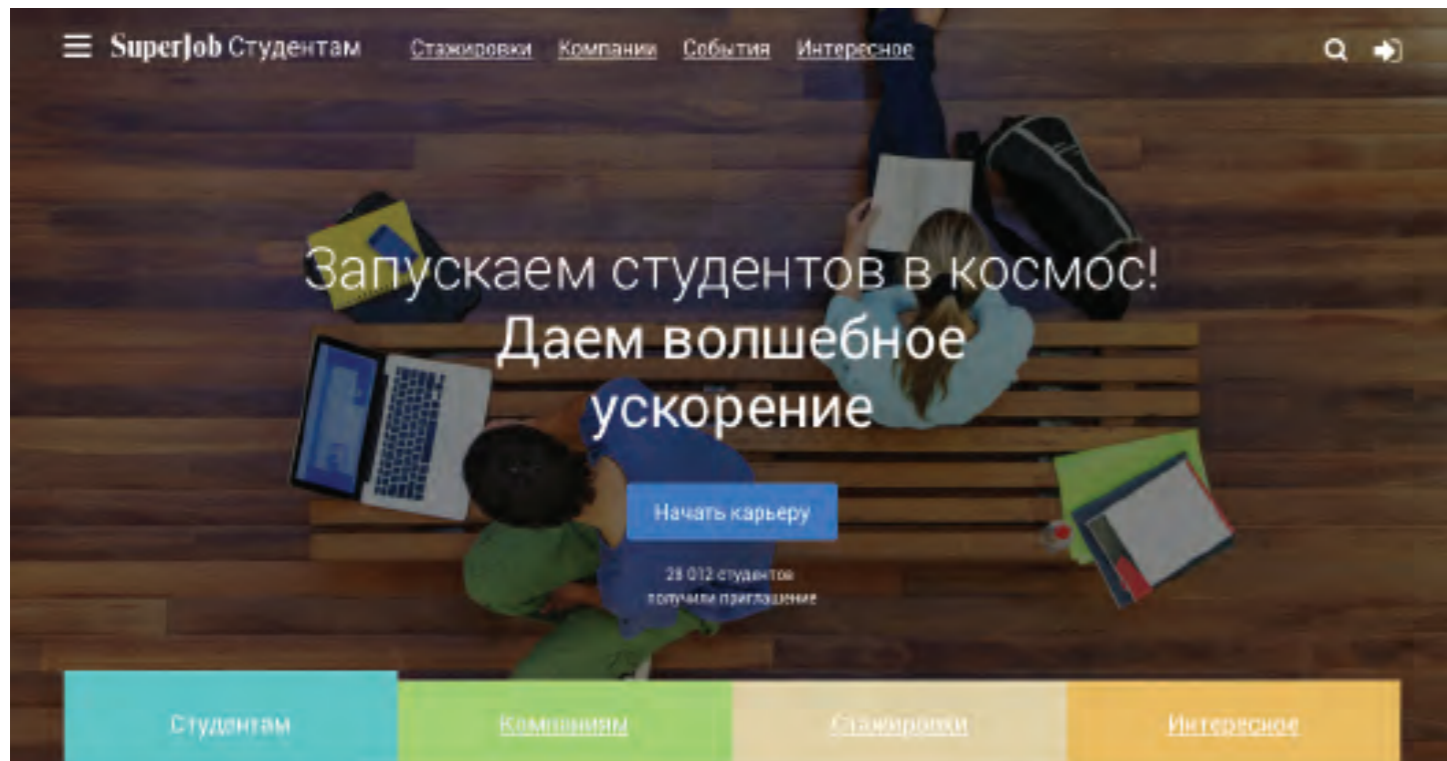 SuperJob Студентам Стажировки Компании События Интересное
Запускаем студентов в космос!
Даем волшебное
ускорение
Начать карьеру
28 012 студентов
получили приглашение
Студентам Компаниям Стажировки Интересное